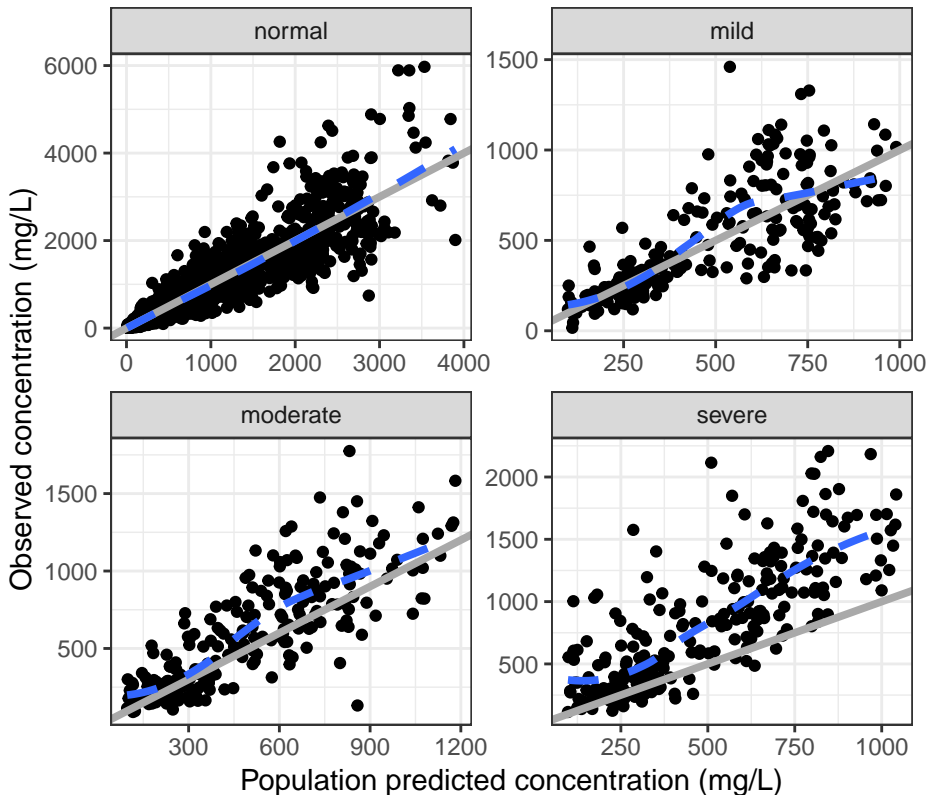 normal
mild
6000
4000
2000
0
0 1000 2000 3000 4000
1500
1000
500
0
250 500 750 1000
moderate
severe
1500
1000
500
300 600 900 1200
2000
1500
1000
500
250 500 750 1000
Observed concentration (mg/L)
Population predicted concentration (mg/L)